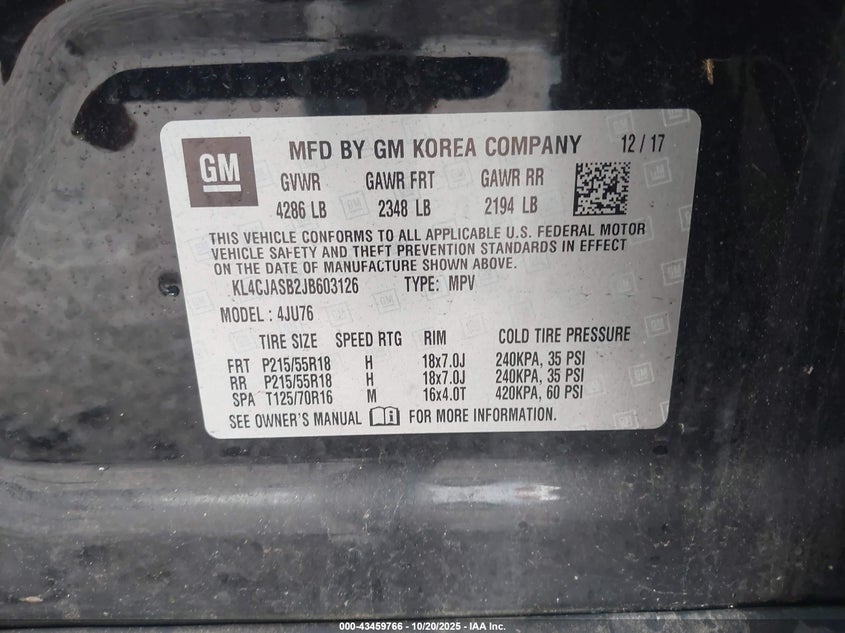 GM
MFD BY GM KOREA COMPANY 12 / 17
GVWR GAWR FRT GAWR RR
4286 LB 2348 LB 2194 LB
THIS VEHICLE CONFORMS TO ALL APPLICABLE U.S. FEDERAL MOTOR
VEHICLE SAFETY AND THEFT PREVENTION STANDARDS IN EFFECT
ON THE DATE OF MANUFACTURE SHOWN ABOVE.
KL4CJASB2JB603126 TYPE: MPV
MODEL : 4JU76
TIRE SIZE SPEED RTG RIM COLD TIRE PRESSURE
FRT P215/55R18 H 18x7.0J 240KPA, 35 PSI
RR P215/55R18 H 18x7.0J 240KPA, 35 PSI
SPA T125/70R16 M 16x4.0T 420KPA, 60 PSI
SEE OWNER'S MANUAL FOR MORE INFORMATION.
000-43459766 - 10/20/2025 - IAA Inc.